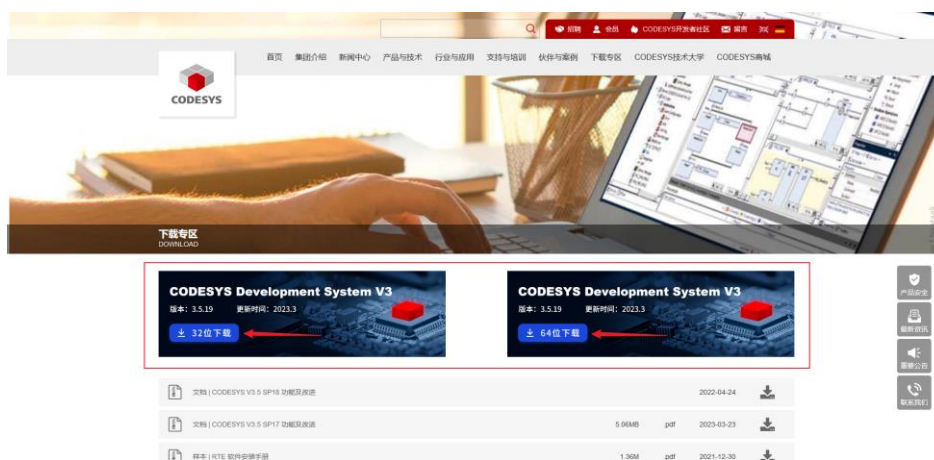 招聘 会员 CODESYS开发者社区 留言
首页 集团介绍 新闻中心 产品与技术 行业与应用 支持与培训 伙伴与案例 下载专区 CODESYS技术大学 CODESYS商城
CODESYS
下载专区
DOWNLOAD
CODESYS Development System V3
版本：3.5.19 更新时间：2023.3
32位下载
CODESYS Development System V3
版本：3.5.19 更新时间：2023.3
64位下载
产品安全
最新资讯
重要公告
联系我们
文档 | CODESYS V3.5 SP18 功能及改进 2022-04-24
文档 | CODESYS V3.5 SP17 功能及改进 5.06MB pdf 2023-03-23
样本 | RTE 软件安装手册 1.36M pdf 2021-12-30